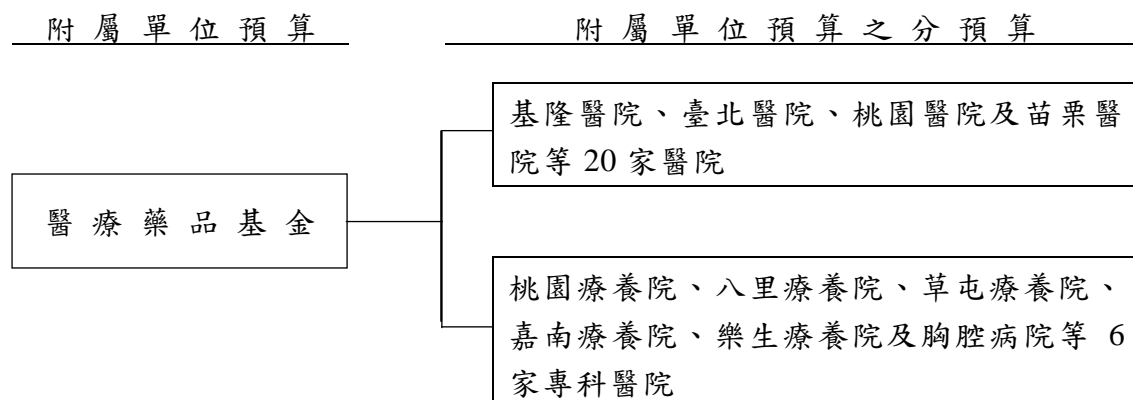 附屬單位預算
附屬單位預算之分預算
基隆醫院、臺北醫院、桃園醫院及苗栗醫
院等 20 家醫院
醫療藥品基金
桃園療養院、八里療養院、草屯療養院、
嘉南療養院、樂生療養院及胸腔病院等 6
家專科醫院